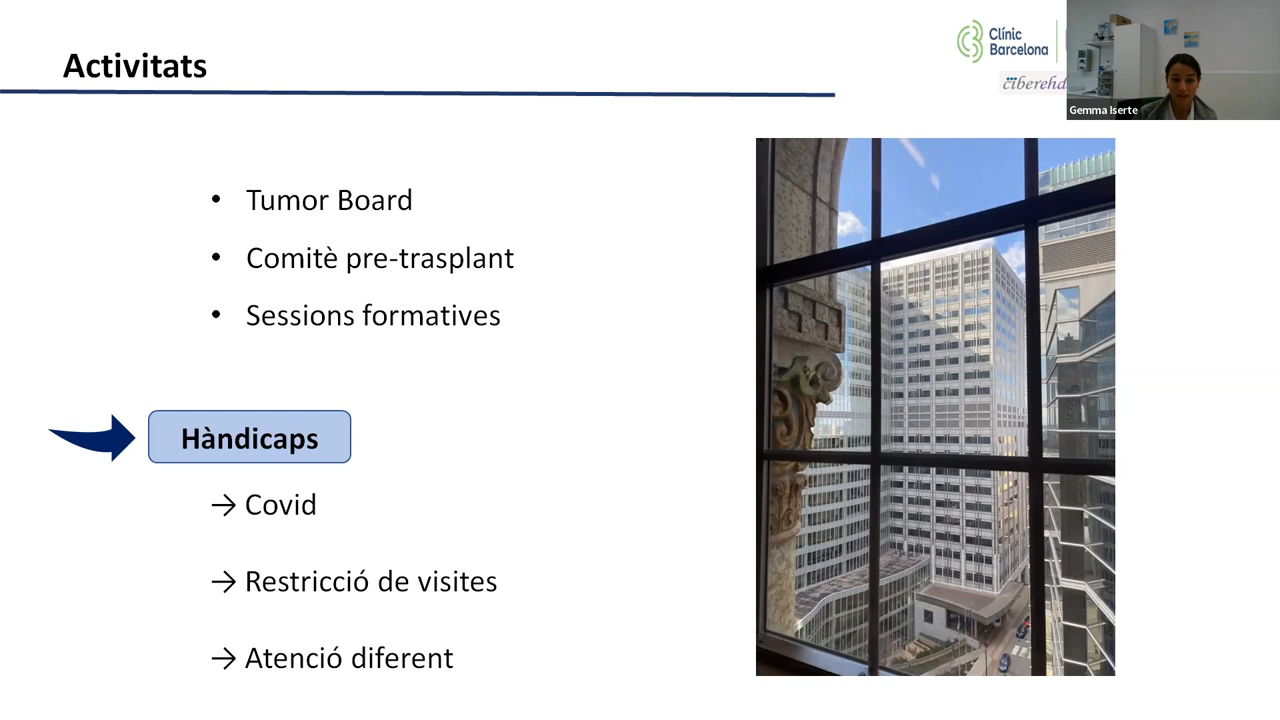 Activitats
Clínic
Barcelona
ciberehd
Gemma Iserte
• Tumor Board
• Comitè pre-trasplant
• Sessions formatives
Hàndicaps
→ Covid
→ Restricció de visites
→ Atenció diferent